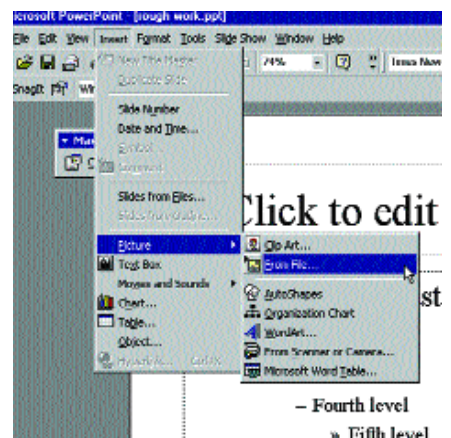 icrosoft PowerPoint - [rough work.ppt]
File Edit View Insert Format Tools Slide Show Window Help
New Title Master
74%
Times New
Duplicate Slide
SnagIt
Slide Number
Date and Time...
Symbol...
Comment
Slides from Files...
Slides from Outline...
Click to edit
Picture
Clip Art...
Text Box
From File...
Movies and Sounds
Chart...
AutoShapes
Table...
Organization Chart
Object...
WordArt...
Hyperlink... Ctrl+K
From Scanner or Camera...
Microsoft Word Table...
– Fourth level
» Fifth level